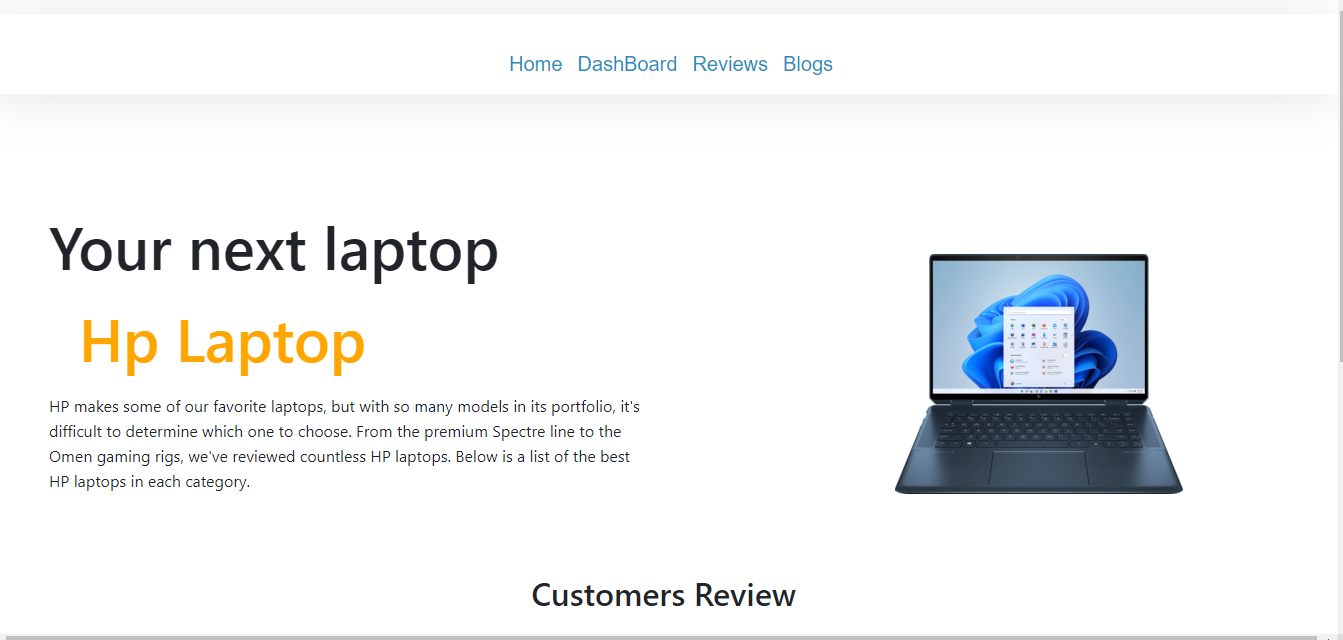 Home DashBoard Reviews Blogs
Your next laptop
Hp Laptop
HP makes some of our favorite laptops, but with so many models in its portfolio, it's
difficult to determine which one to choose. From the premium Spectre line to the
Omen gaming rigs, we've reviewed countless HP laptops. Below is a list of the best
HP laptops in each category.
Customers Review